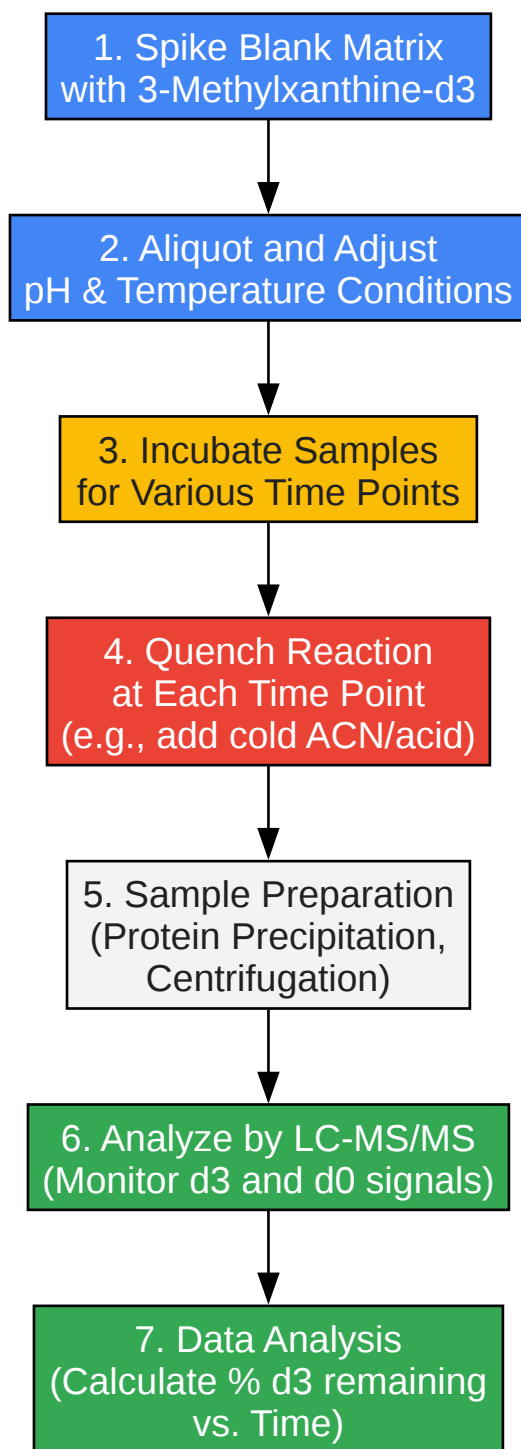 1. Spike Blank Matrix
with 3-Methylxanthine-d3
2. Aliquot and Adjust
pH & Temperature Conditions
3. Incubate Samples
for Various Time Points
4. Quench Reaction
at Each Time Point
(e.g., add cold ACN/acid)
5. Sample Preparation
(Protein Precipitation,
Centrifugation)
6. Analyze by LC-MS/MS
(Monitor d3 and d0 signals)
7. Data Analysis
(Calculate % d3 remaining
vs. Time)